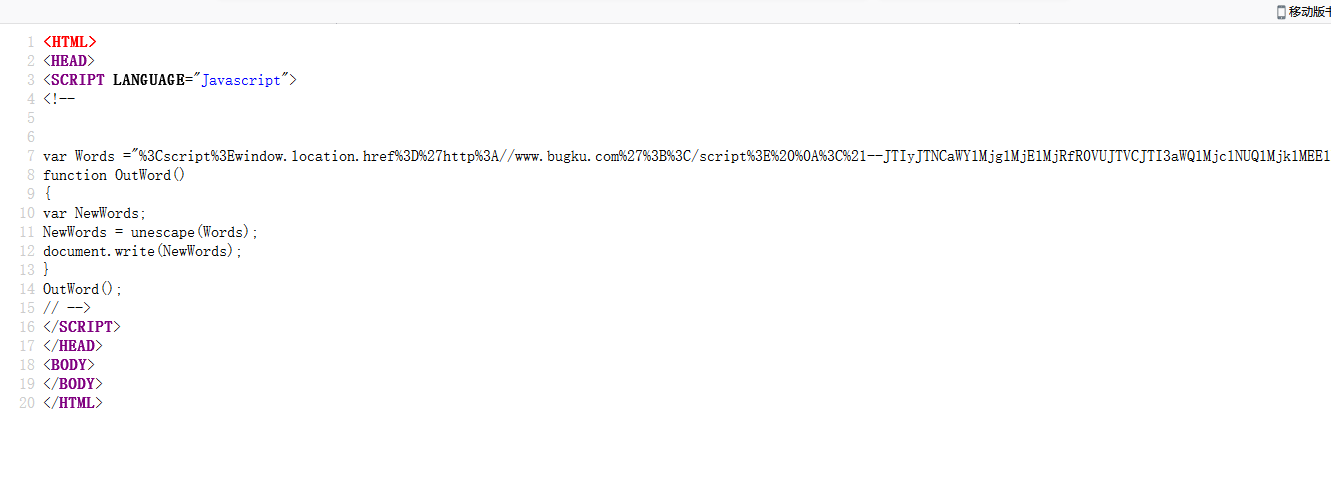 移动版
1 <HTML>
2 <HEAD>
3 <SCRIPT LANGUAGE="Javascript">
4 <!--
5
6
7 var Words ="%3Cscript%3Ewindow.location.href%3D%27http%3A//www.bugku.com%27%3B%3C/script%3E%20%0A%3C%21--JTIyJTNCaWYlMjglMjElMjRfR0VUJTVCJTI3aWQlMjclNUQlMjklMEE1
8 function OutWord()
9 {
10 var NewWords;
11 NewWords = unescape(Words);
12 document.write(NewWords);
13 }
14 OutWord();
15 // -->
16 </SCRIPT>
17 </HEAD>
18 <BODY>
19 </BODY>
20 </HTML>